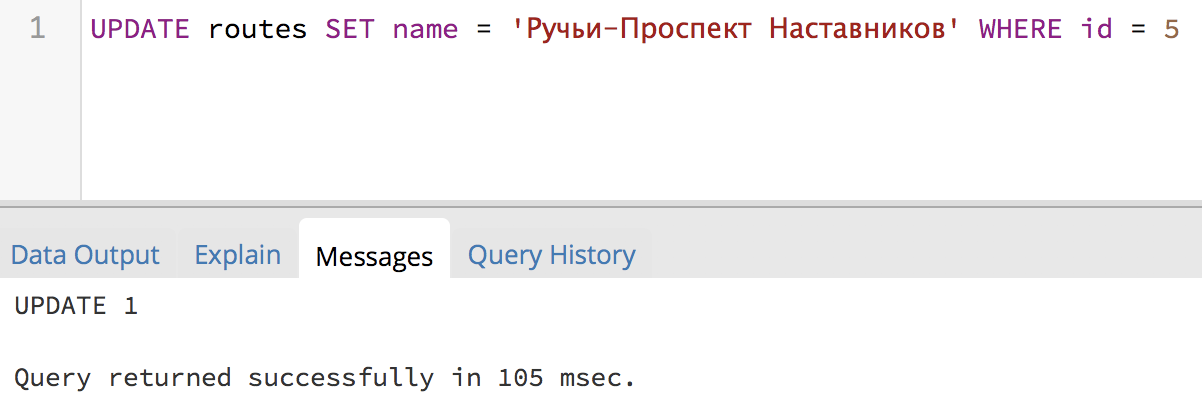 1 UPDATE routes SET name = 'Ручьи-Проспект Наставников' WHERE id = 5
Data Output Explain Messages Query History
UPDATE 1
Query returned successfully in 105 msec.